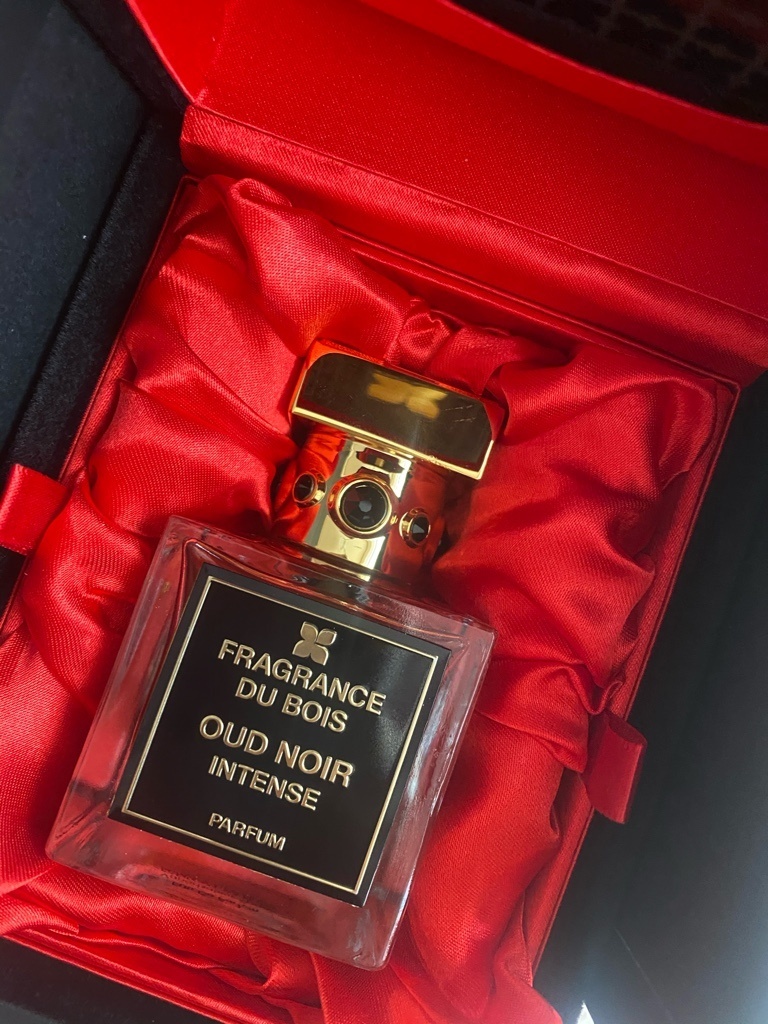 FRAGRANCE
DU BOIS
OUD NOIR
INTENSE
PARFUM